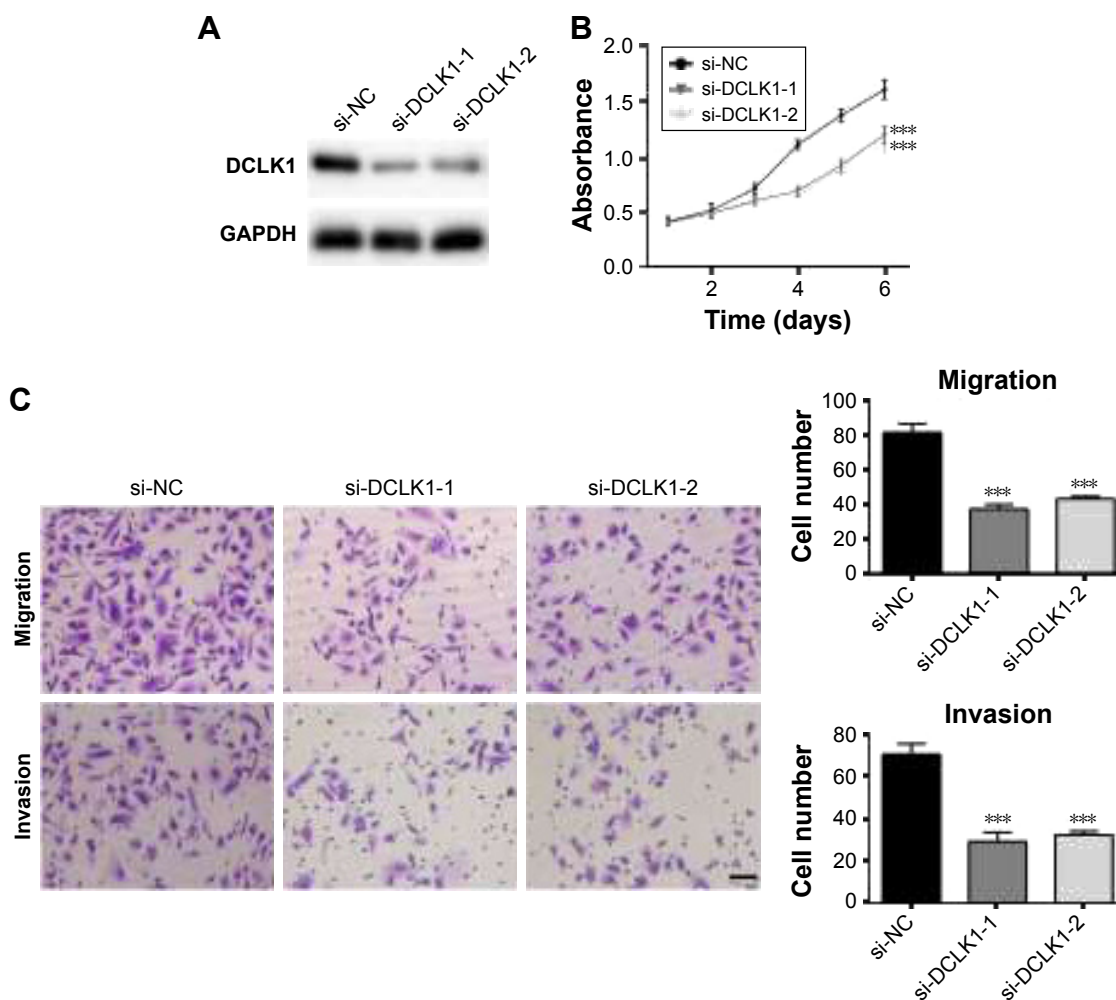 A
si-NC
si-DCLK1-1
si-DCLK1-2
DCLK1
GAPDH
B
2.0
1.5
1.0
0.5
0.0
Absorbance
si-NC
si-DCLK1-1
si-DCLK1-2
***
***
2 4 6
Time (days)
C
si-NC si-DCLK1-1 si-DCLK1-2
Migration
Invasion
Migration
100
80
60
40
20
0
Cell number
*** ***
si-NC
si-DCLK1-1
si-DCLK1-2
Invasion
80
60
40
20
0
Cell number
*** ***
si-NC
si-DCLK1-1
si-DCLK1-2